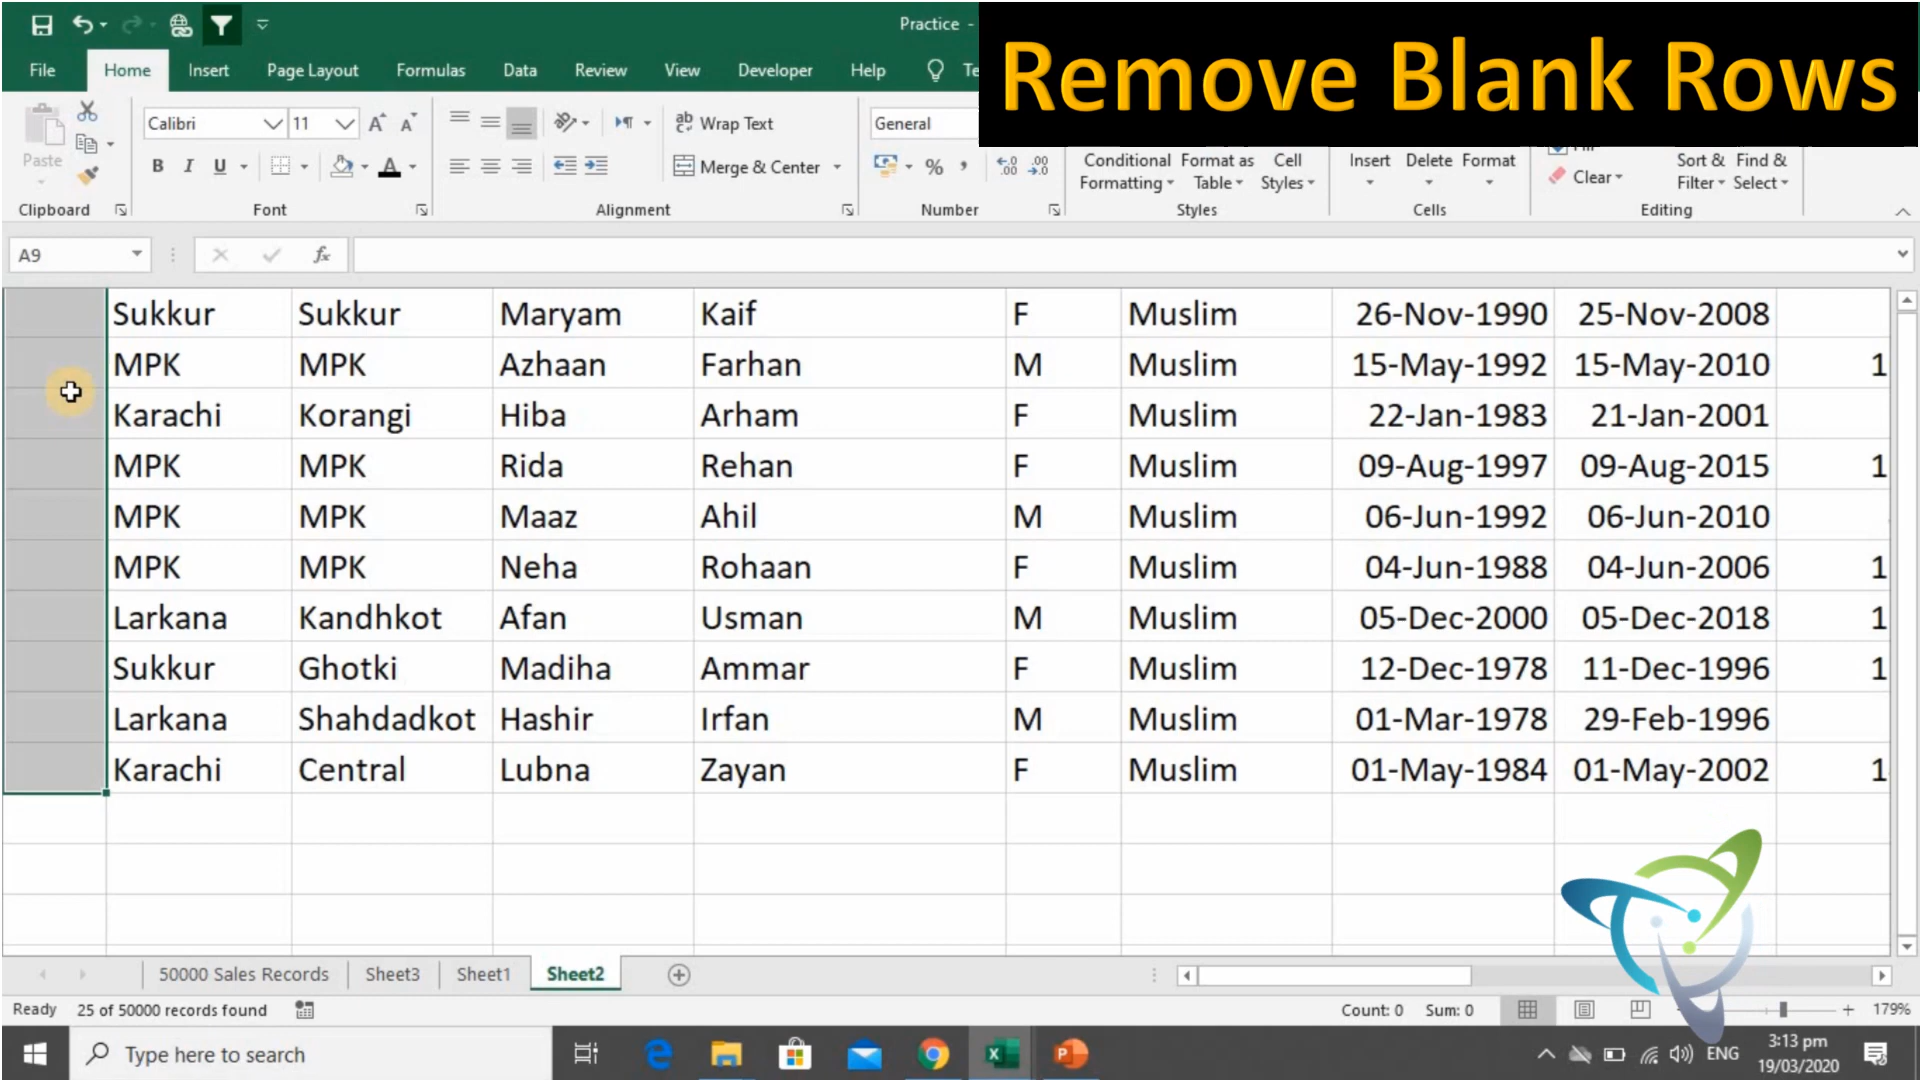 Practice -
Remove Blank Rows
File Home Insert Page Layout Formulas Data Review View Developer Help Te
Calibri 11 Wrap Text General
Paste B I U Merge & Center % , Conditional Formatting Format as Table Cell Styles Insert Delete Format Clear Sort & Filter Find & Select
Clipboard Font Alignment Number Styles Cells Editing
A9 fx
Sukkur Sukkur Maryam Kaif F Muslim 26-Nov-1990 25-Nov-2008
MPK MPK Azhaan Farhan M Muslim 15-May-1992 15-May-2010 1
Karachi Korangi Hiba Arham F Muslim 22-Jan-1983 21-Jan-2001
MPK MPK Rida Rehan F Muslim 09-Aug-1997 09-Aug-2015 1
MPK MPK Maaz Ahil M Muslim 06-Jun-1992 06-Jun-2010
MPK MPK Neha Rohaan F Muslim 04-Jun-1988 04-Jun-2006 1
Larkana Kandhkot Afan Usman M Muslim 05-Dec-2000 05-Dec-2018 1
Sukkur Ghotki Madiha Ammar F Muslim 12-Dec-1978 11-Dec-1996 1
Larkana Shahdadkot Hashir Irfan M Muslim 01-Mar-1978 29-Feb-1996
Karachi Central Lubna Zayan F Muslim 01-May-1984 01-May-2002 1
50000 Sales Records Sheet3 Sheet1 Sheet2
Ready 25 of 50000 records found Count: 0 Sum: 0 179%
Type here to search ENG 3:13 pm
19/03/2020